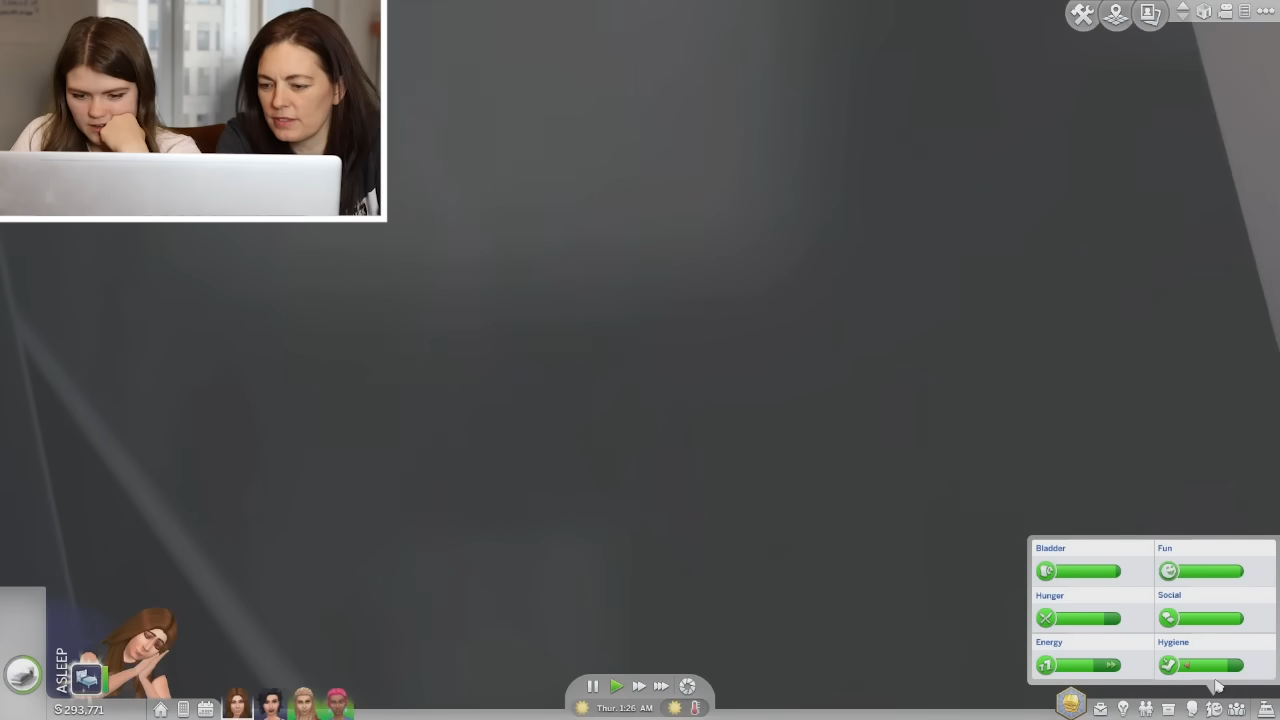 Bladder
Fun
Hunger
Social
Energy
Hygiene
ASLEEP
§293,771
Thur. 1:26 AM